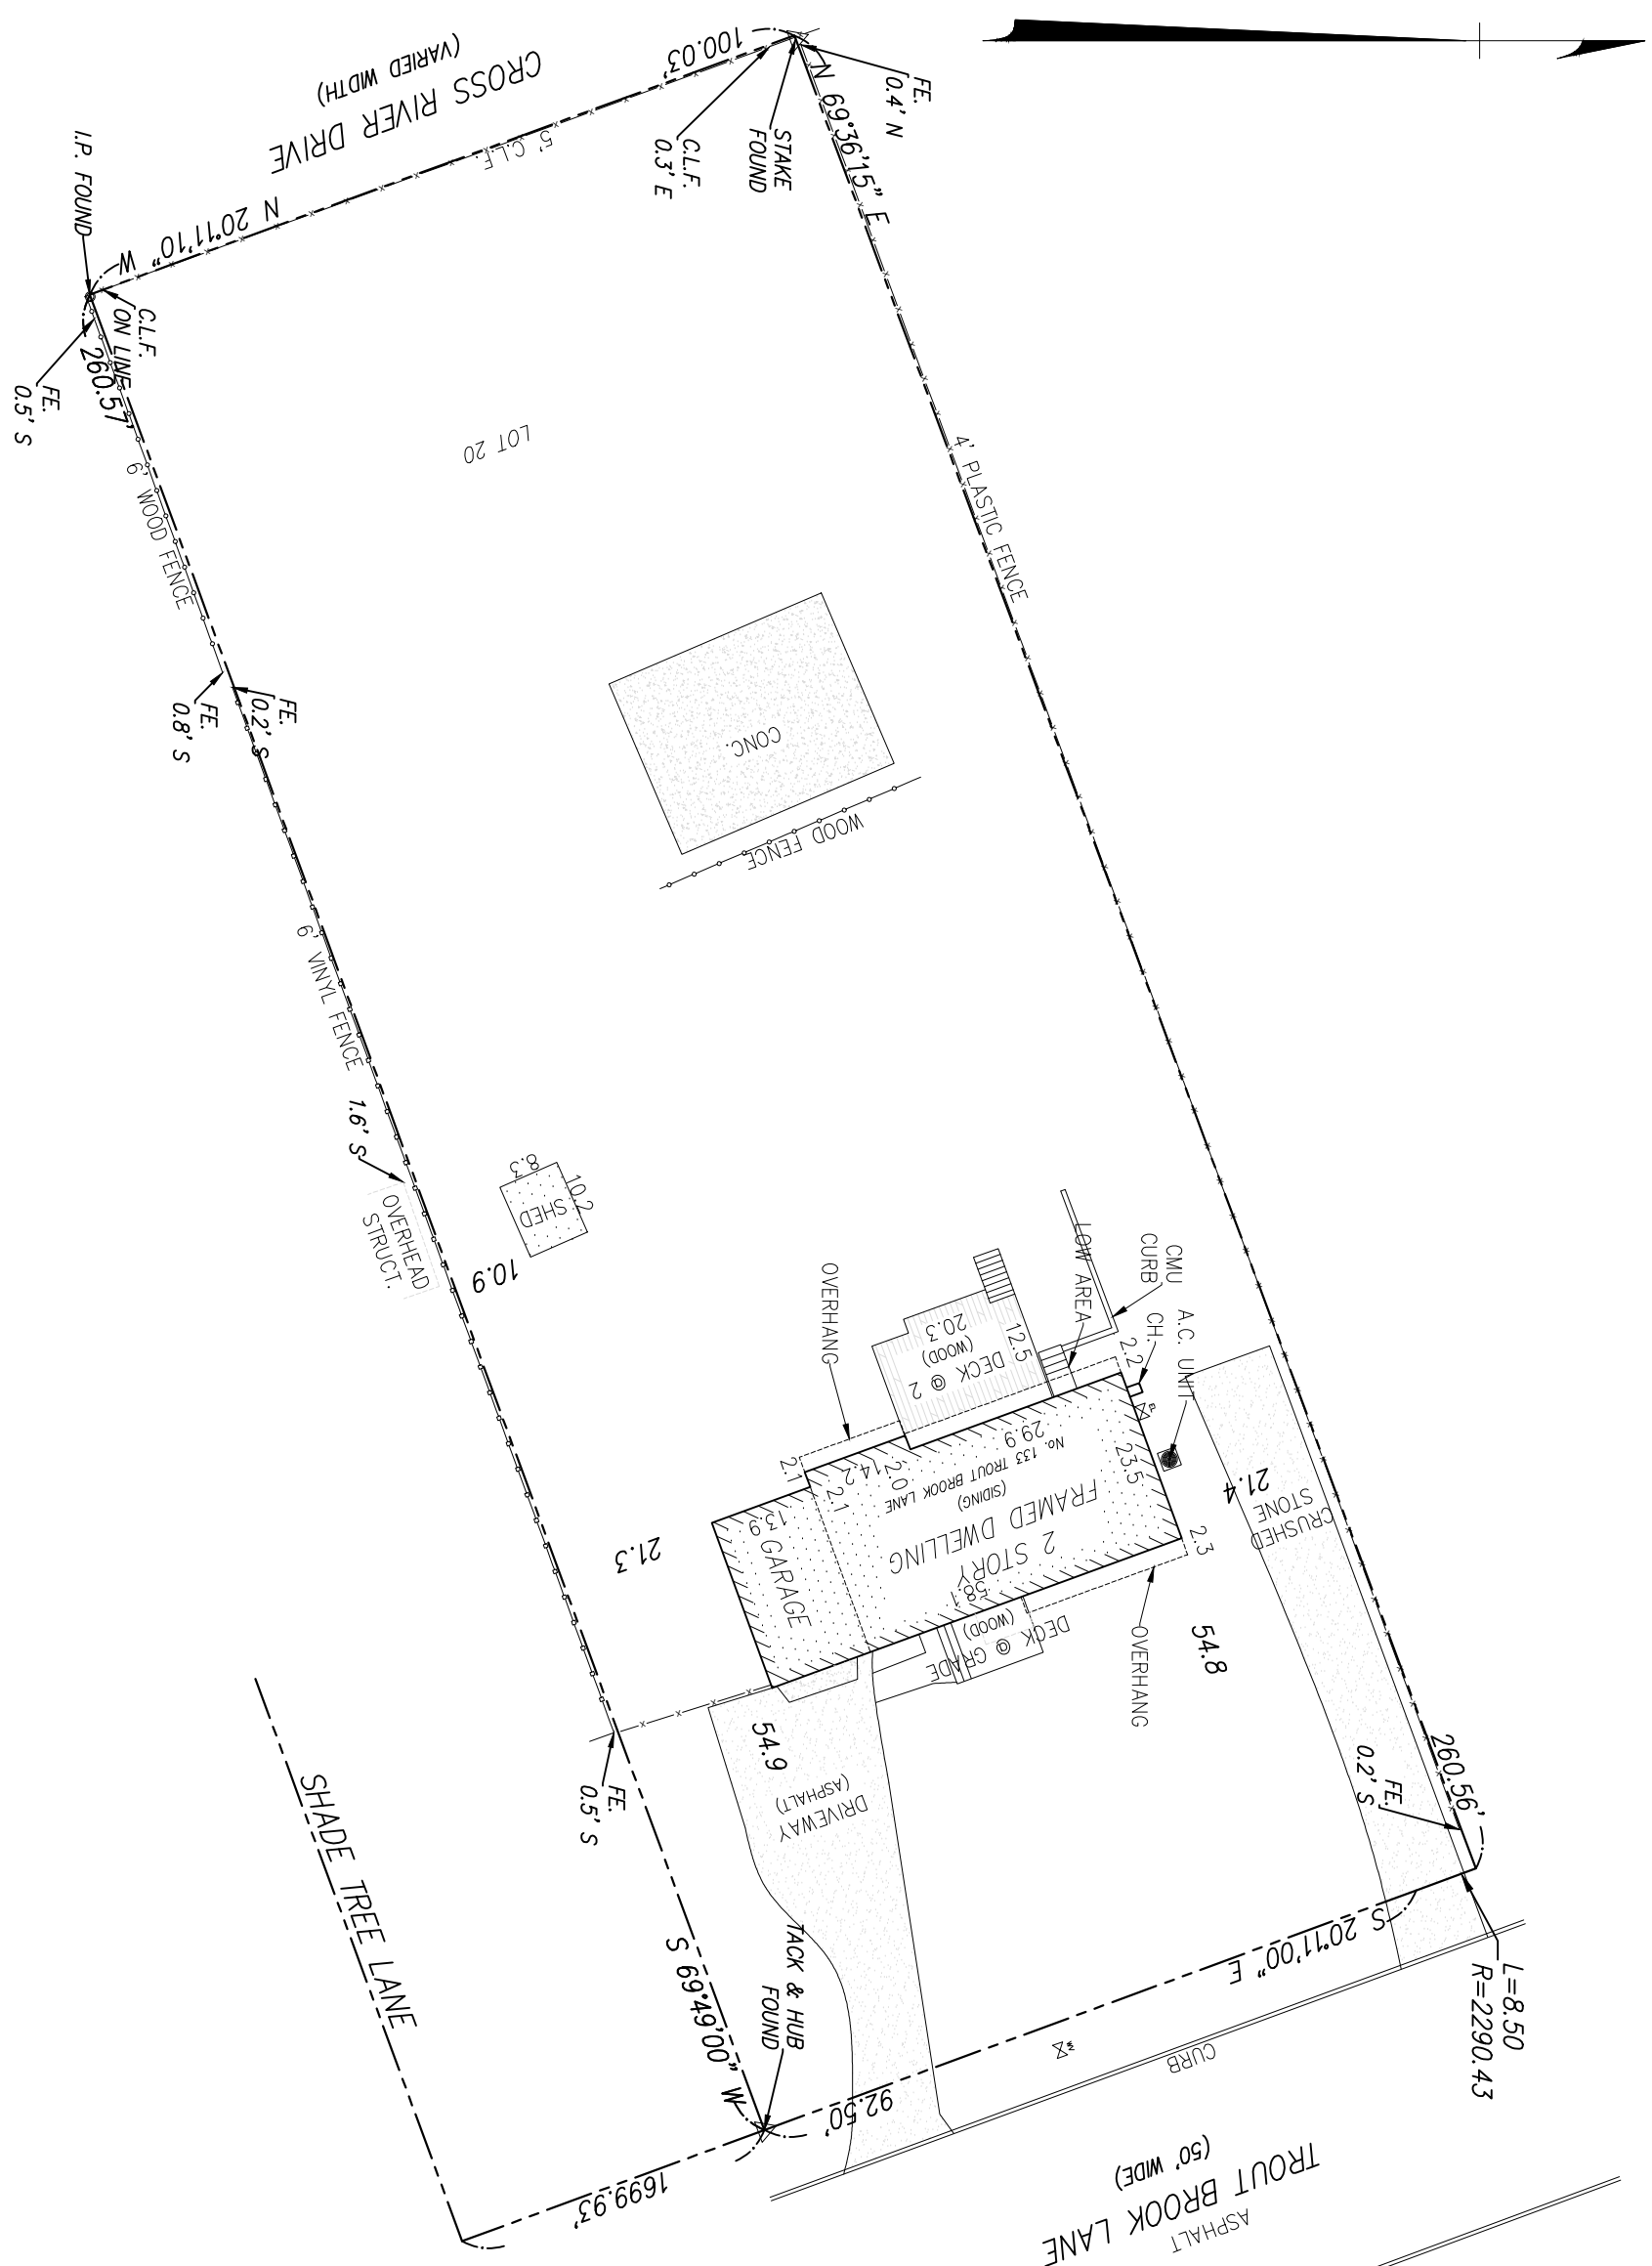 CROSS RIVER DRIVE
(VARIED WIDTH)
100.03'
FE.
0.4' N
STAKE
FOUND
C.L.F.
0.3' E
5' C.L.F.
N 69°36'15" E
N 20°11'10" W
I.P. FOUND
C.L.F.
ON LINE
260.57'
FE.
0.5' S
6' WOOD FENCE
LOT 20
4' PLASTIC FENCE
FE.
0.2' S
FE.
0.8' S
CONC.
WOOD FENCE
6' VINYL FENCE
1.6' S
OVERHEAD
STRUCT.
8.3
10.2
SHED
10.9
OVERHANG
LOW AREA
CMU
CURB
CH.
A.C. UNIT
2.2
12.5
DECK @ 2
(WOOD)
20.3
29.9
No. 133 TROUT BROOK LANE
(SIDING)
FRAMED DWELLING
2 STORY
58.1
23.5
2.3
2.1
14.2
2.0
2.1
13.9
GARAGE
21.3
21.4
CRUSHED
STONE
DECK @ GRADE
(WOOD)
OVERHANG
54.8
54.9
DRIVEWAY
(ASPHALT)
FE.
0.5' S
FE.
0.2' S
260.56'
L=8.50
R=2290.43
S 20°11'00" E
SHADE TREE LANE
S 69°49'00" W
TACK & HUB
FOUND
92.50'
1699.93'
CURB
TROUT BROOK LANE
(50' WIDE)
ASPHALT